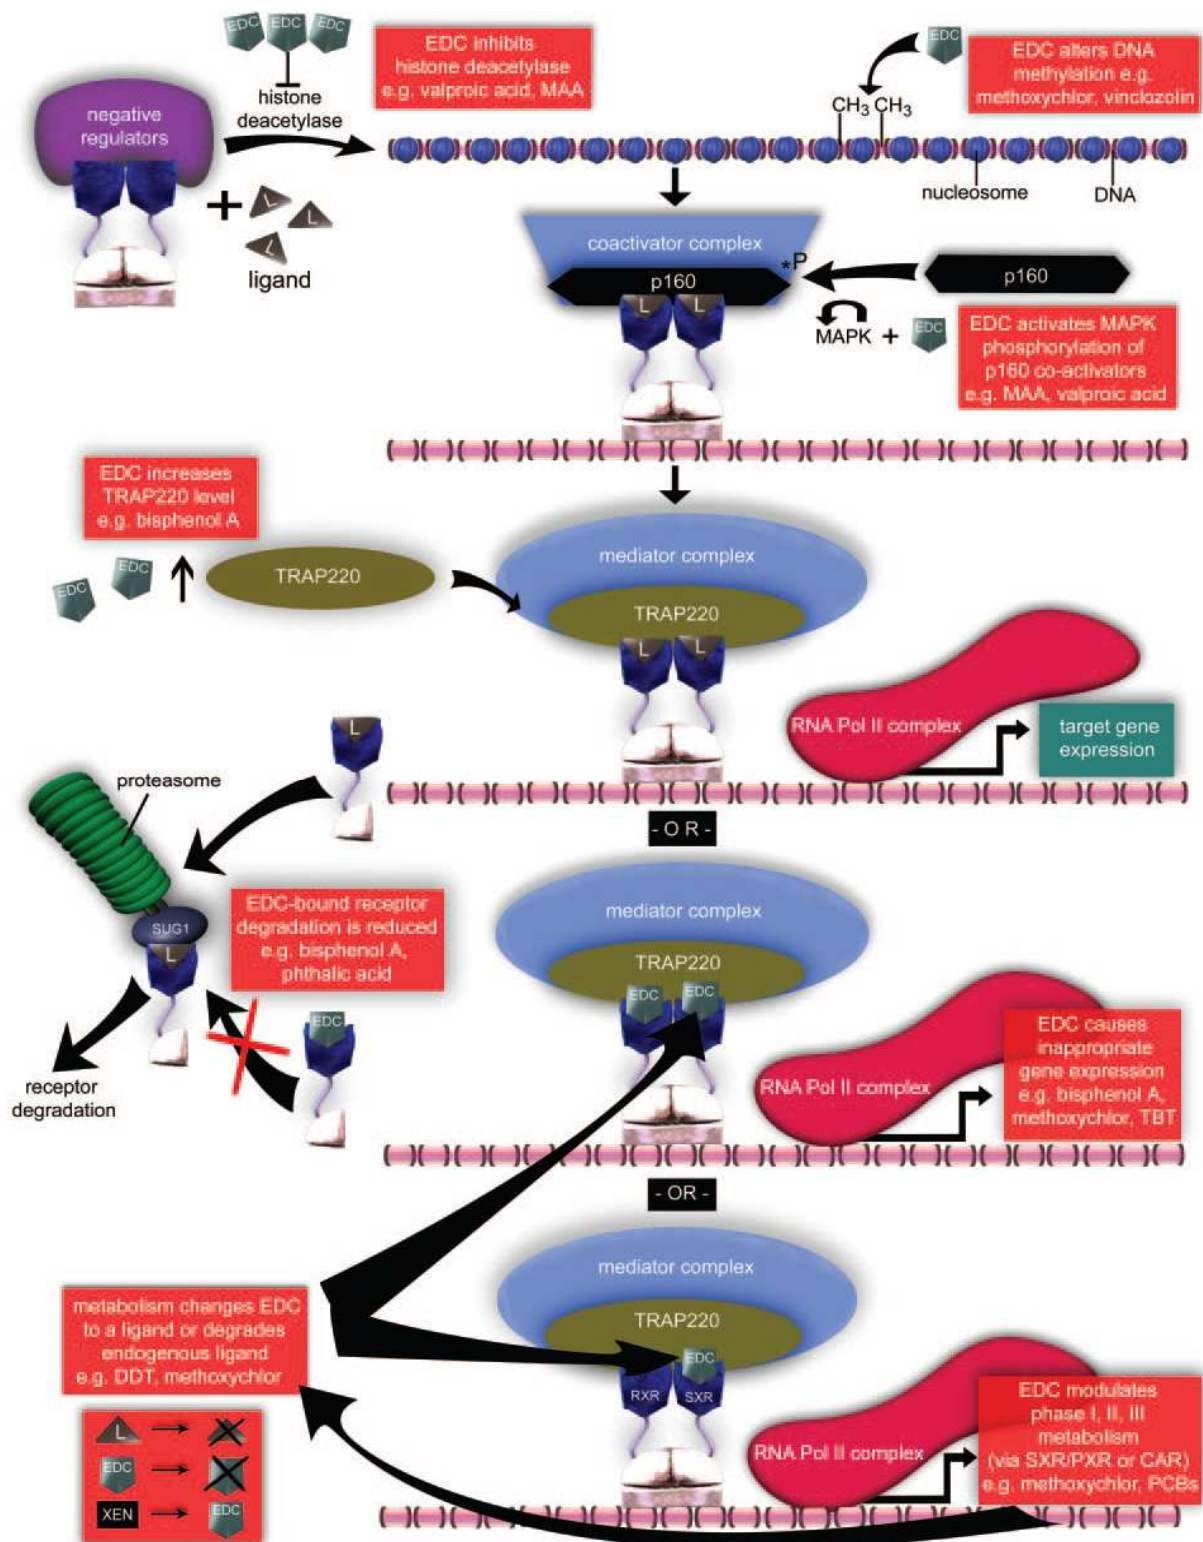 EDC
EDC
EDC
EDC inhibits
histone deacetylase
e.g. valproic acid, MAA
EDC
EDC alters DNA
methylation e.g.
methoxychlor, vinclozolin
negative
regulators
histone
deacetylase
CH3 CH3
nucleosome
DNA
L
L
L
ligand
coactivator complex
*P
p160
L
L
p160
MAPK + EDC
EDC activates MAPK
phosphorylation of
p160 co-activators
e.g. MAA, valproic acid
EDC increases
TRAP220 level
e.g. bisphenol A
EDC
EDC
TRAP220
mediator complex
TRAP220
L
L
RNA Pol II complex
target gene
expression
L
proteasome
- O R -
SUG1
L
EDC-bound receptor
degradation is reduced
e.g. bisphenol A,
phthalic acid
EDC
receptor
degradation
mediator complex
TRAP220
EDC
EDC
RNA Pol II complex
EDC causes
inappropriate
gene expression
e.g. bisphenol A,
methoxychlor, TBT
- OR -
mediator complex
TRAP220
EDC
RXR
SXR
RNA Pol II complex
EDC modulates
phase I, II, III
metabolism
(via SXR/PXR or CAR)
e.g. methoxychlor, PCBs
metabolism changes EDC
to a ligand or degrades
endogenous ligand
e.g. DDT, methoxychlor
L
EDC
XEN
EDC